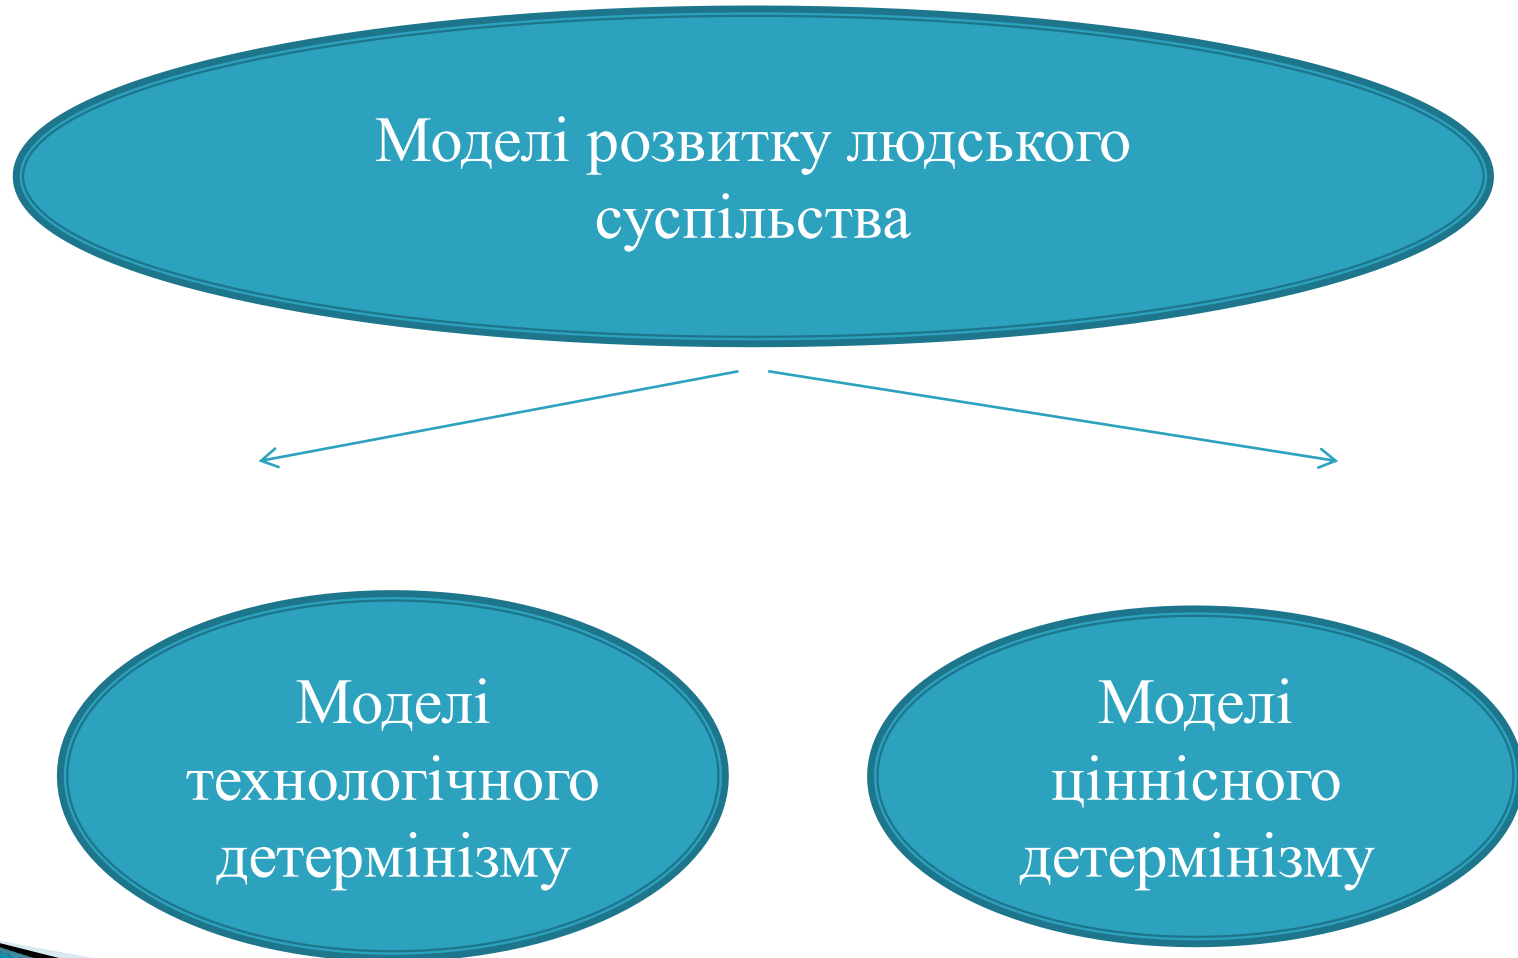 Моделі розвитку людського
суспільства
Моделі
технологічного
детермінізму
Моделі
ціннісного
детермінізму